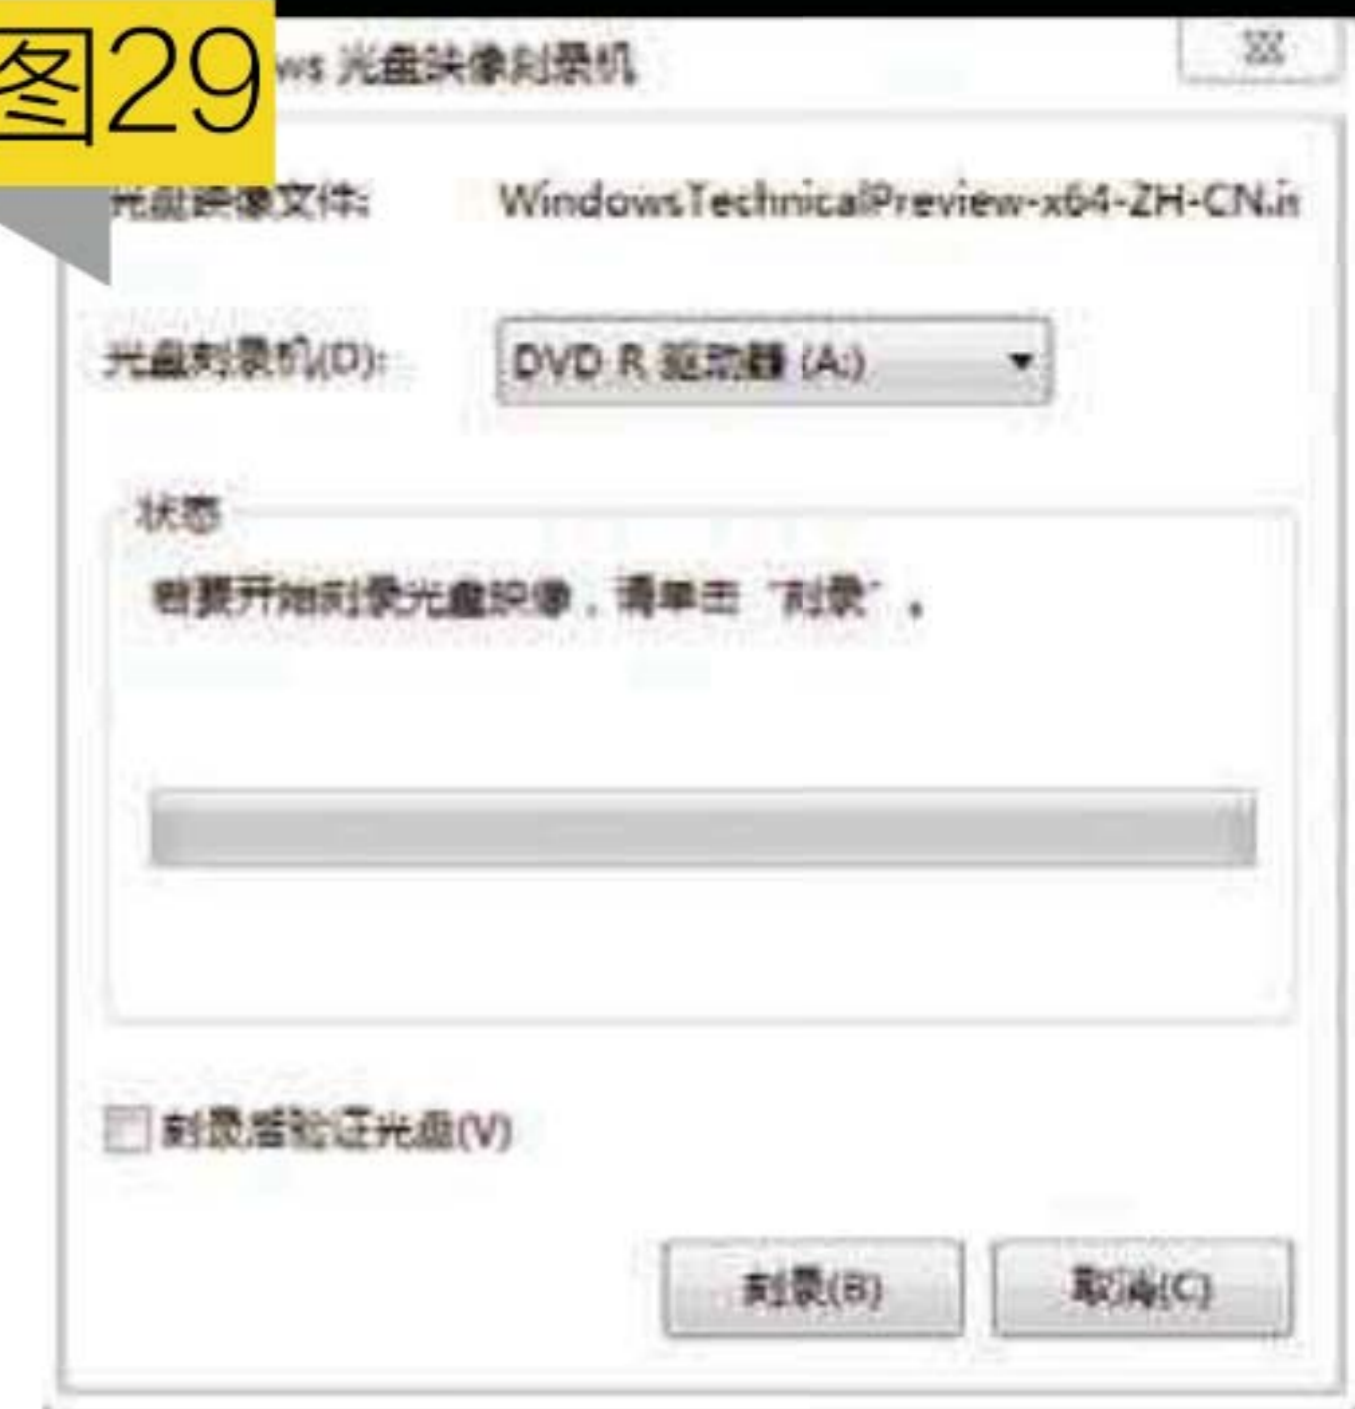 图29
ws 光盘映像刻录机
光盘映像文件: WindowsTechnicalPreview-x64-ZH-CN.is
光盘刻录机(D): DVD R 驱动器 (A:)
状态
若要开始刻录光盘映像，请单击“刻录”。
刻录后验证光盘(V)
刻录(B) 取消(C)